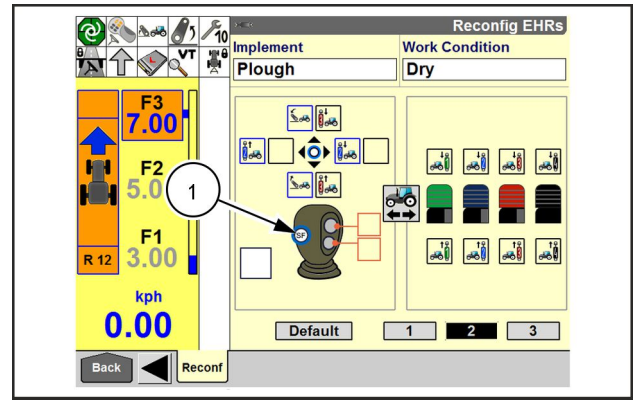 10
VT
Reconfig EHRs
Implement
Work Condition
Plough
Dry
F3
7.00
F2
5.0
F1
3.00
R 12
kph
0.00
1
SF
Default
1
2
3
Back
Reconf